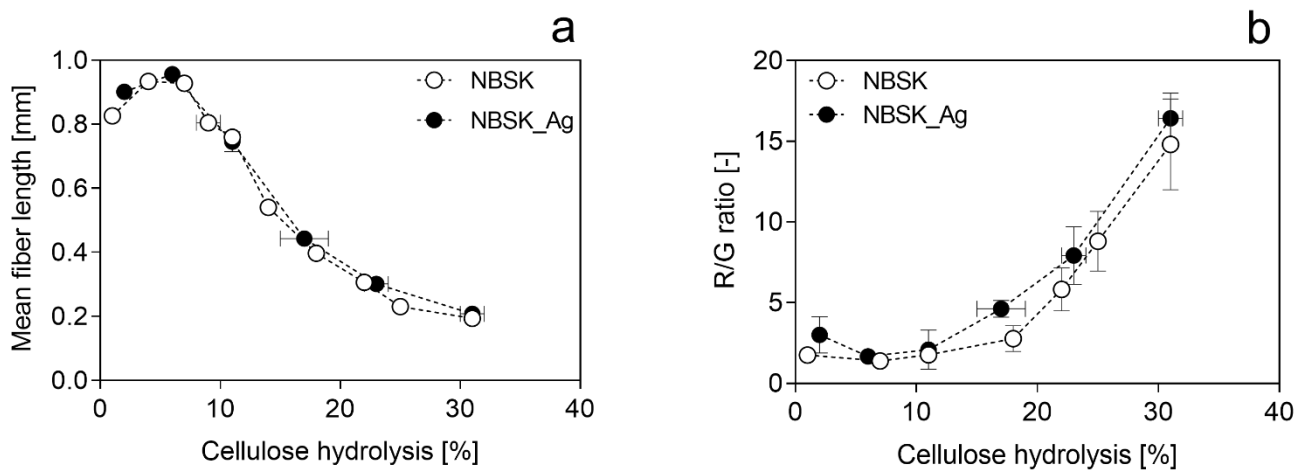 a
Mean fiber length [mm]
1.0
0.8
0.6
0.4
0.2
0.0
NBSK
NBSK_Ag
0 10 20 30 40
Cellulose hydrolysis [%]
b
R/G ratio [-]
20
15
10
5
0
NBSK
NBSK_Ag
0 10 20 30 40
Cellulose hydrolysis [%]